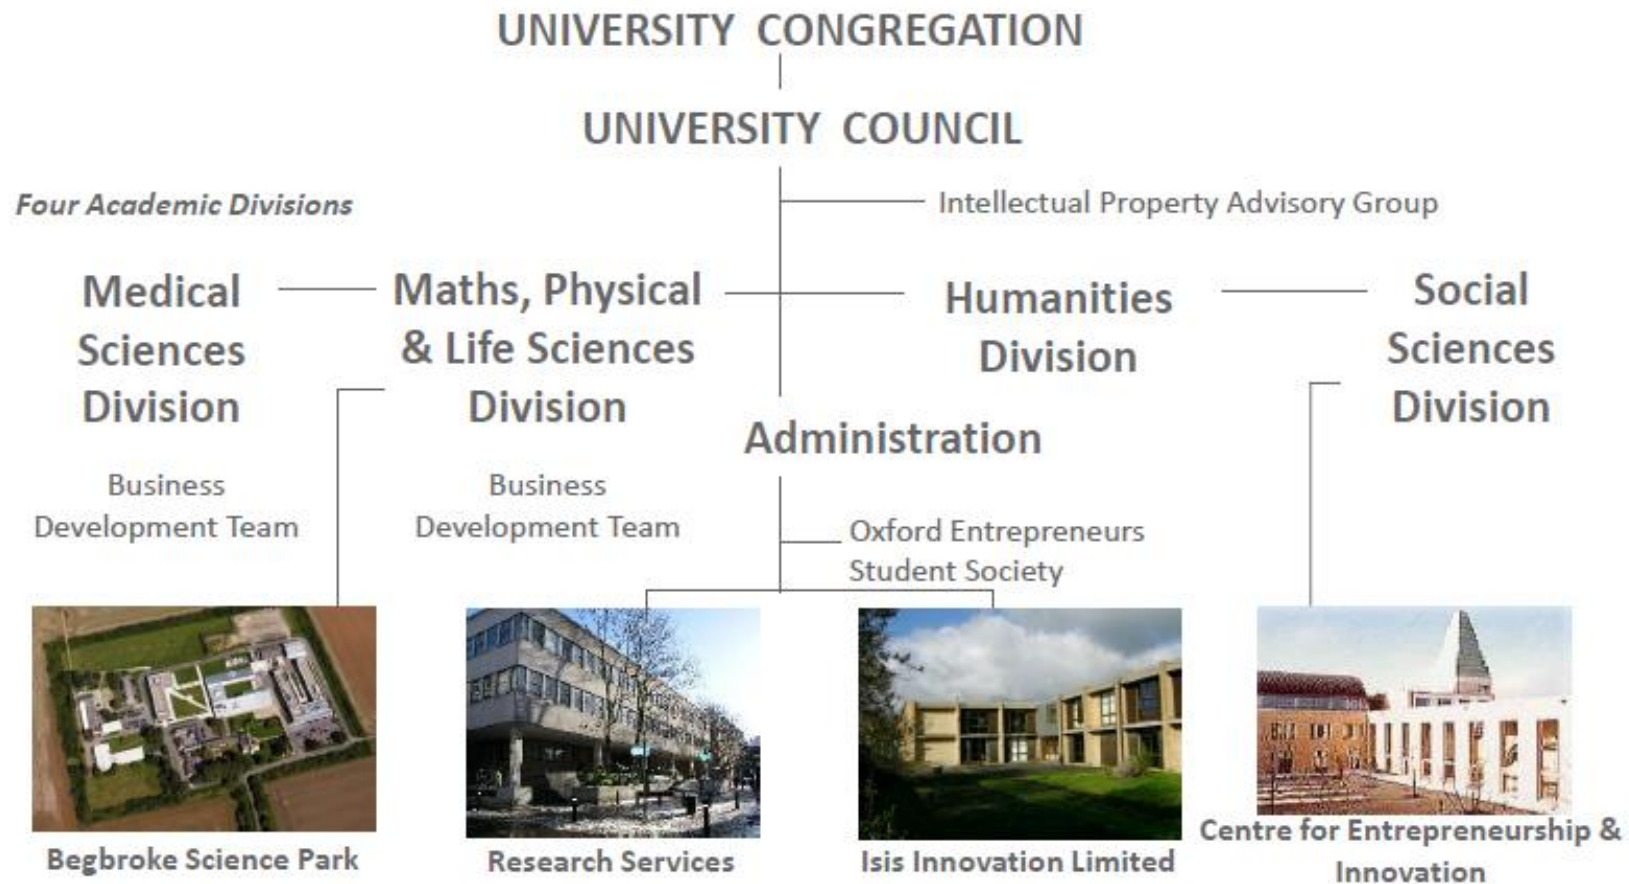 UNIVERSITY CONGREGATION
UNIVERSITY COUNCIL
Four Academic Divisions
Intellectual Property Advisory Group
Medical
Sciences
Division
Maths, Physical
& Life Sciences
Division
Humanities
Division
Social
Sciences
Division
Administration
Business
Development Team
Business
Development Team
Oxford Entrepreneurs
Student Society
Begbroke Science Park
Research Services
Isis Innovation Limited
Centre for Entrepreneurship &
Innovation